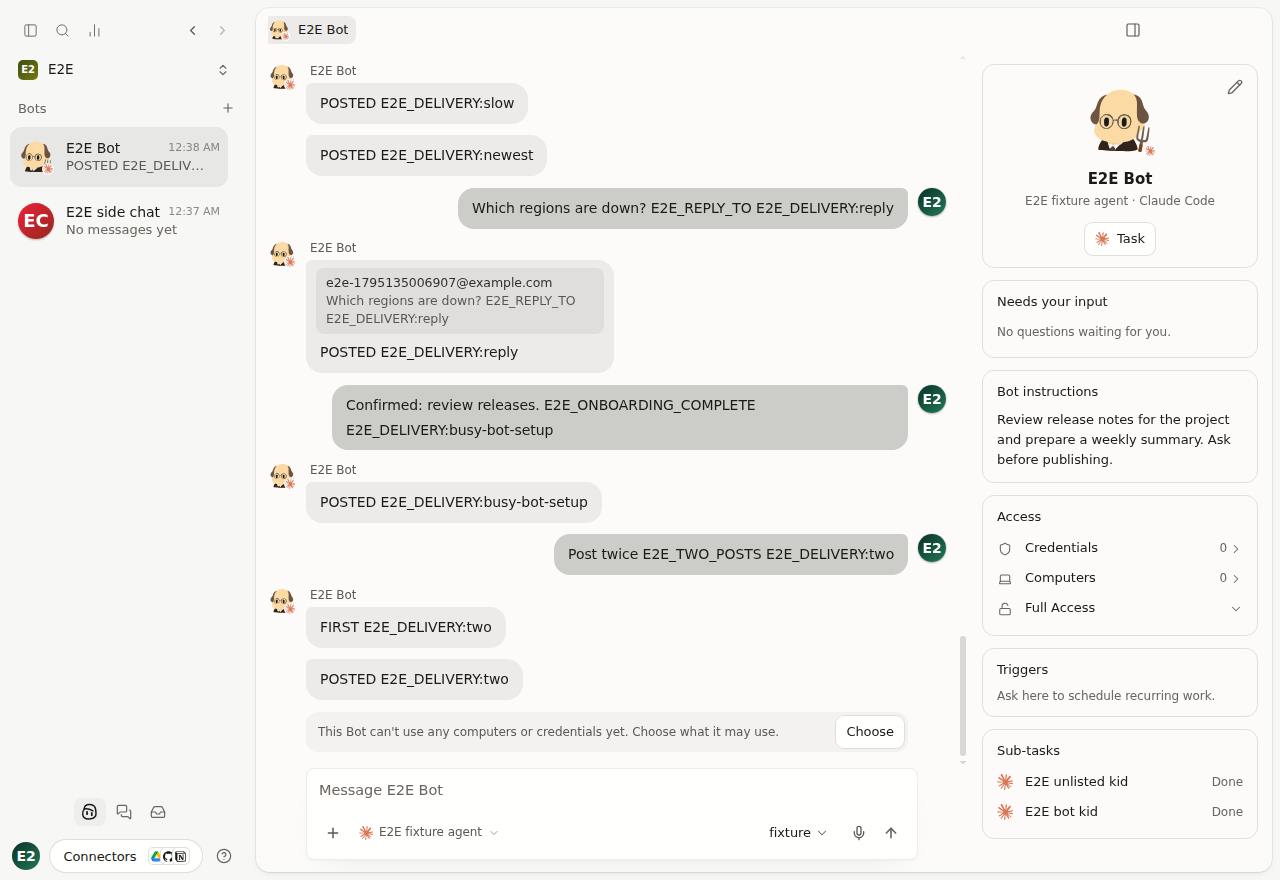 E2 E2E
Bots
E2E Bot 12:38 AM
POSTED E2E_DELIV…
EC E2E side chat 12:37 AM
No messages yet
E2 Connectors
E2E Bot
E2E Bot
POSTED E2E_DELIVERY:slow
POSTED E2E_DELIVERY:newest
Which regions are down? E2E_REPLY_TO E2E_DELIVERY:reply E2
E2E Bot
e2e-1795135006907@example.com
Which regions are down? E2E_REPLY_TO
E2E_DELIVERY:reply
POSTED E2E_DELIVERY:reply
Confirmed: review releases. E2E_ONBOARDING_COMPLETE E2
E2E_DELIVERY:busy-bot-setup
E2E Bot
POSTED E2E_DELIVERY:busy-bot-setup
Post twice E2E_TWO_POSTS E2E_DELIVERY:two E2
E2E Bot
FIRST E2E_DELIVERY:two
POSTED E2E_DELIVERY:two
This Bot can't use any computers or credentials yet. Choose what it may use. Choose
Message E2E Bot
E2E fixture agent fixture
E2E Bot
E2E fixture agent · Claude Code
Task
Needs your input
No questions waiting for you.
Bot instructions
Review release notes for the project
and prepare a weekly summary. Ask
before publishing.
Access
Credentials 0
Computers 0
Full Access
Triggers
Ask here to schedule recurring work.
Sub-tasks
E2E unlisted kid Done
E2E bot kid Done